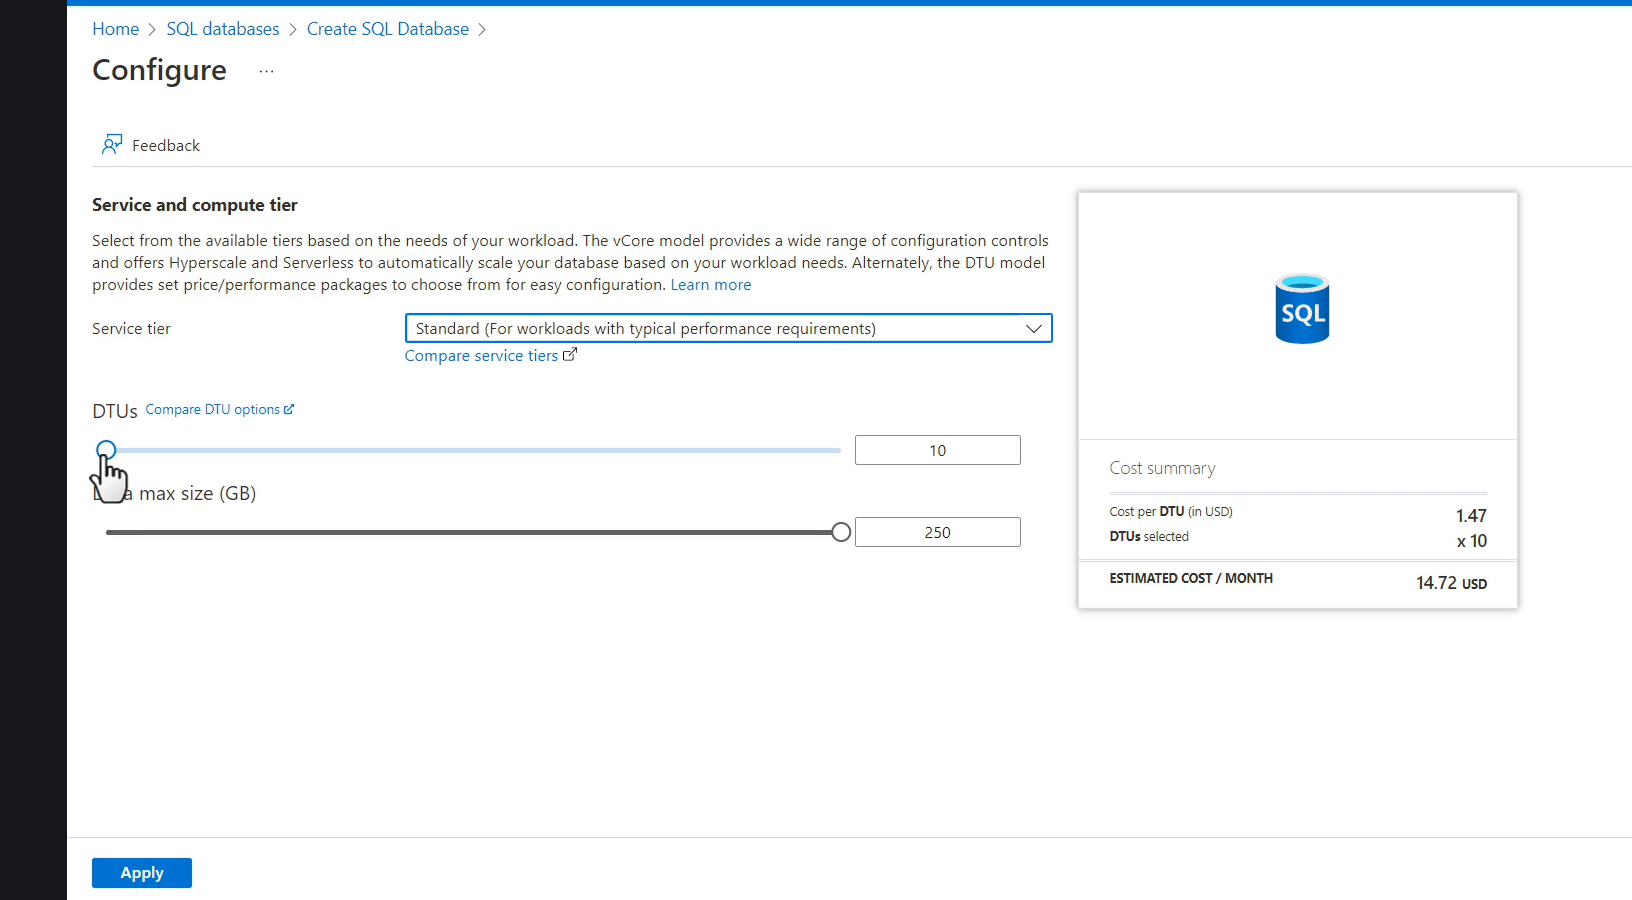 Home > SQL databases > Create SQL Database >
Configure ...
Feedback
Service and compute tier
Select from the available tiers based on the needs of your workload. The vCore model provides a wide range of configuration controls
and offers Hyperscale and Serverless to automatically scale your database based on your workload needs. Alternately, the DTU model
provides set price/performance packages to choose from for easy configuration. Learn more
Service tier
Standard (For workloads with typical performance requirements)
Compare service tiers
DTUs Compare DTU options
10
max size (GB)
250
SQL
Cost summary
Cost per DTU (in USD) 1.47
DTUs selected x 10
ESTIMATED COST / MONTH 14.72 USD
Apply